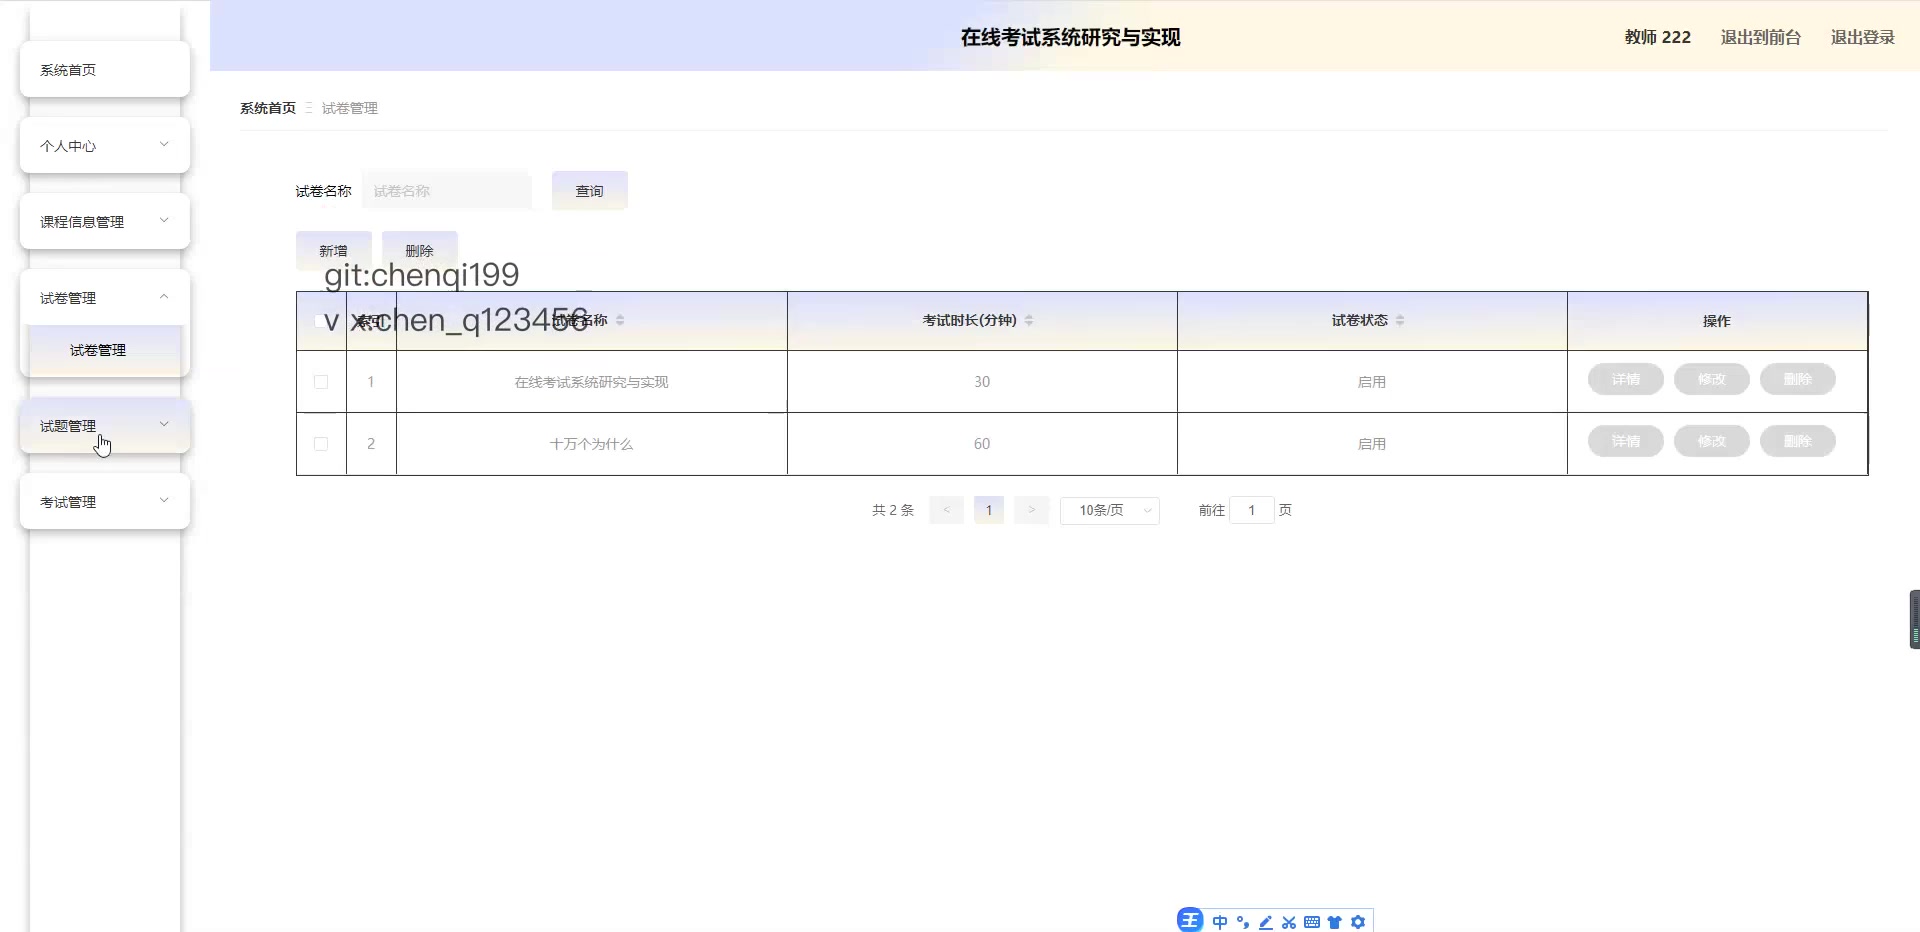 在线考试系统研究与实现
教师 222
退出到前台
退出登录
系统首页
个人中心
课程信息管理
试卷管理
试卷管理
试题管理
考试管理
系统首页 试卷管理
试卷名称 试卷名称 查询
新增 删除
git:chenqi199
v x:chen_q123456
索引 试卷名称 考试时长(分钟) 试卷状态 操作
1 在线考试系统研究与实现 30 启用 详情 修改 删除
2 十万个为什么 60 启用 详情 修改 删除
共 2 条 < 1 > 10条/页 前往 1 页
王 中